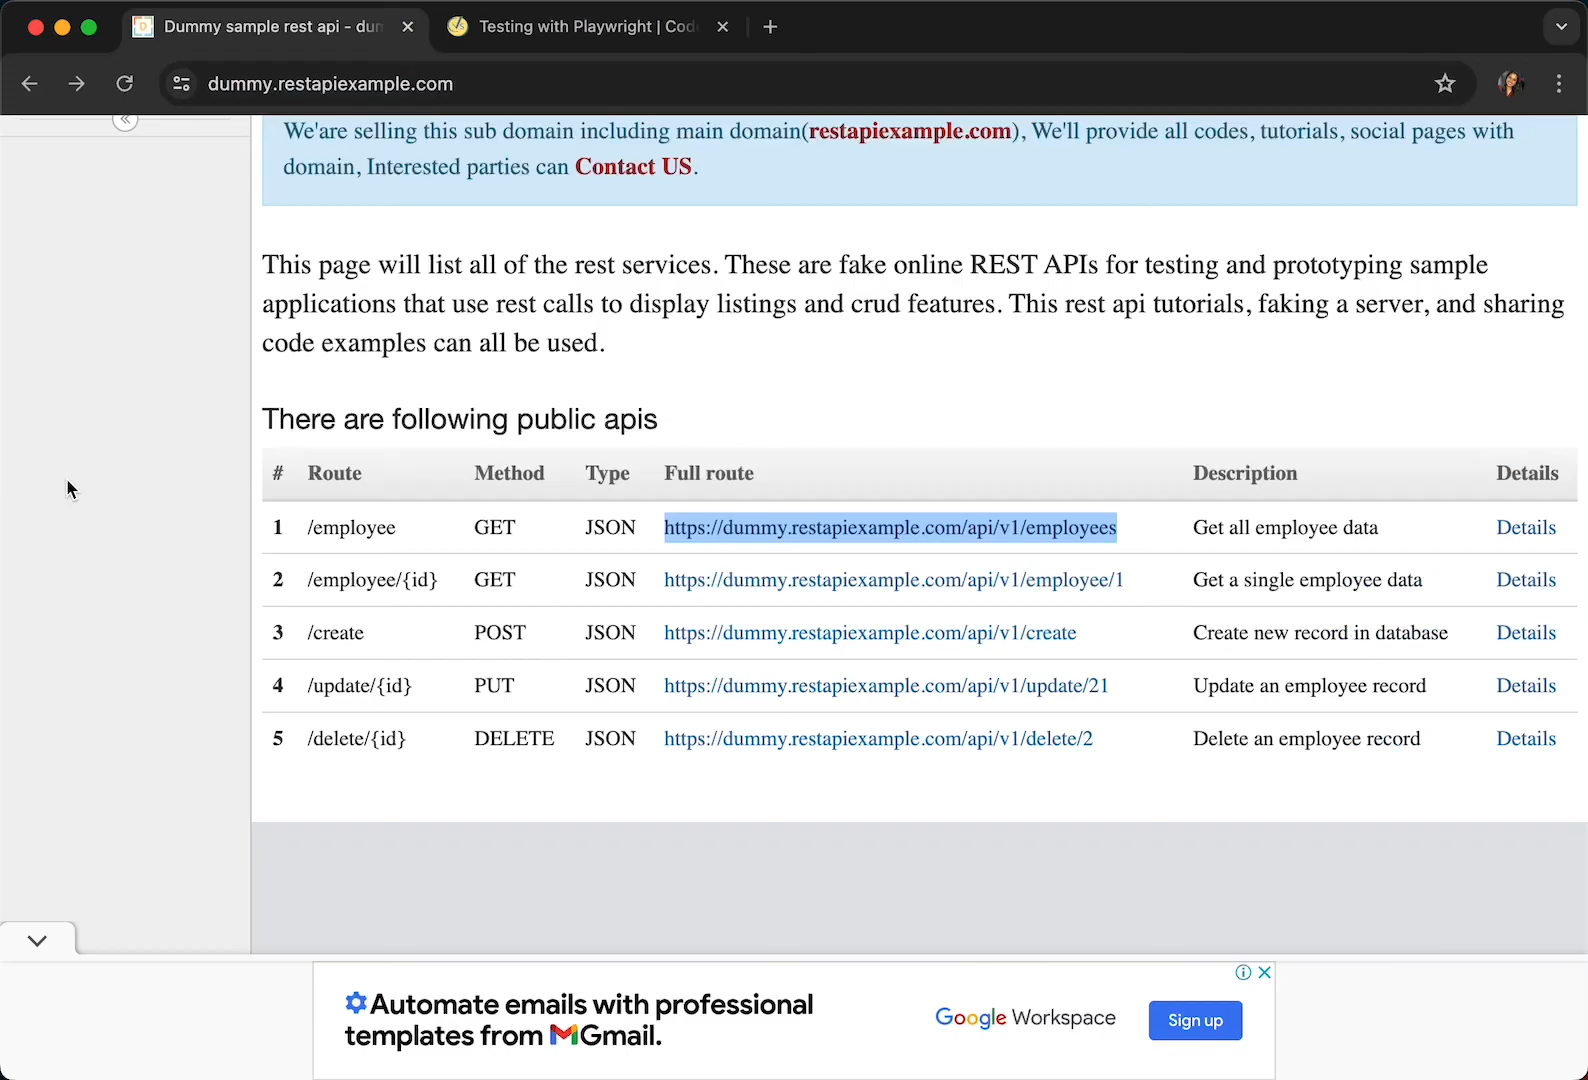 Dummy sample rest api - dum
Testing with Playwright | Cod
dummy.restapiexample.com
We'are selling this sub domain including main domain(restapiexample.com), We'll provide all codes, tutorials, social pages with
domain, Interested parties can Contact US.
This page will list all of the rest services. These are fake online REST APIs for testing and prototyping sample
applications that use rest calls to display listings and crud features. This rest api tutorials, faking a server, and sharing
code examples can all be used.
There are following public apis
# Route Method Type Full route Description Details
1 /employee GET JSON https://dummy.restapiexample.com/api/v1/employees Get all employee data Details
2 /employee/{id} GET JSON https://dummy.restapiexample.com/api/v1/employee/1 Get a single employee data Details
3 /create POST JSON https://dummy.restapiexample.com/api/v1/create Create new record in database Details
4 /update/{id} PUT JSON https://dummy.restapiexample.com/api/v1/update/21 Update an employee record Details
5 /delete/{id} DELETE JSON https://dummy.restapiexample.com/api/v1/delete/2 Delete an employee record Details
Automate emails with professional
templates from Gmail.
Google Workspace
Sign up